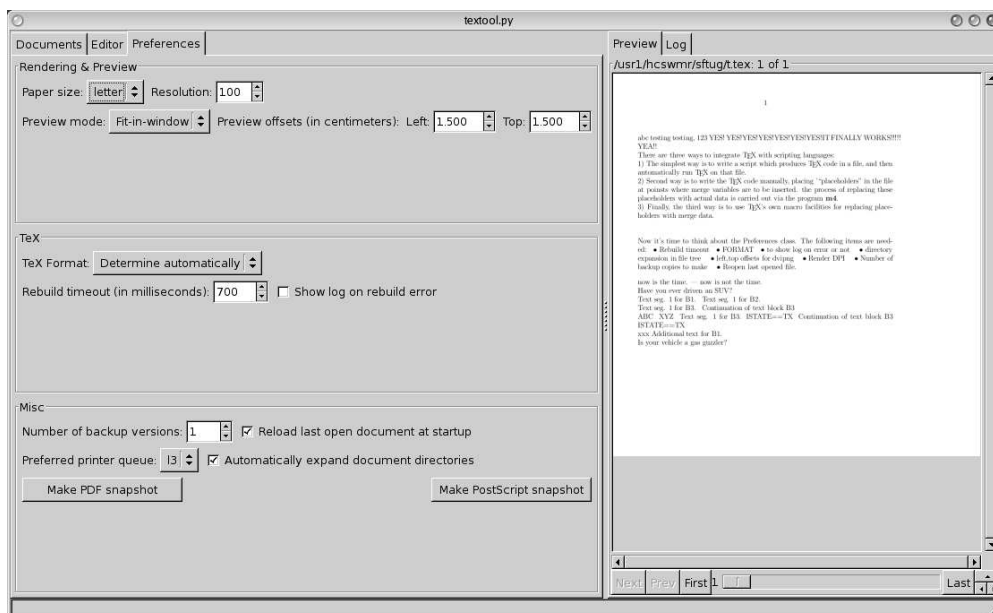 textool.py
Documents Editor Preferences
Rendering & Preview
Paper size: letter Resolution: 100
Preview mode: Fit-in-window Preview offsets (in centimeters): Left: 1.500 Top: 1.500
TeX
TeX Format: Determine automatically
Rebuild timeout (in milliseconds): 700 Show log on rebuild error
Misc
Number of backup versions: 1 Reload last open document at startup
Preferred printer queue: l3 Automatically expand document directories
Make PDF snapshot Make PostScript snapshot
Preview Log
/usr1/hcswmr/sftug/t.tex: 1 of 1
1
abc testing testing, 123 YES! YES!YES!YES!YES!YES!YES!IT FINALLY WORKS!!!!!
YEA!!
There are three ways to integrate TEX with scripting languages:
1) The simplest way is to write a script which produces TEX code in a file, and then
automatically run TEX on that file.
2) Second way is to write the TEX code manually, placing `"placeholders" in the file
at points where merge variables are to be inserted. the process of replacing these
placeholders with actual data is carried out via the program m4.
3) Finally, the third way is to use TEX's own macro facilities for replacing place-
holders with merge data.
Now it's time to think about the Preferences class. The following items are need-
ed: • Rebuild timeout • FORMAT • to show log on error or not • directory
expansion in file tree • left,top offsets for dvipng • Render DPI • Number of
backup copies to make • Reopen last opened file.
now is the time. — now is not the time.
Have you ever driven an SUV?
Text seg. 1 for B1. Text seg. 1 for B2.
Text seg. 1 for B3. Continuation of text block B3
ABC XYZ Text seg. 1 for B3: ISTATE==TX Continuation of text block B3
ISTATE==TX
xxx Additional text for B1.
Is your vehicle a gas guzzler?
Next Prev First 1 Last